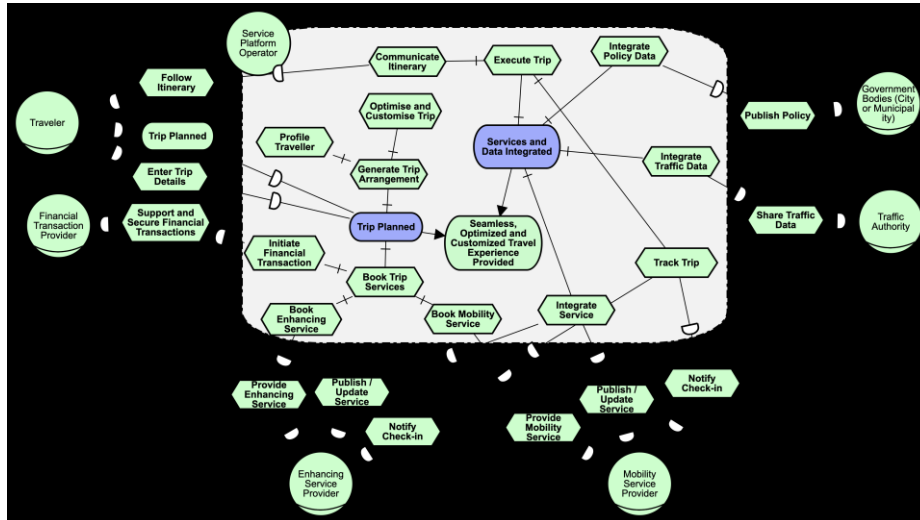 Service
Platform
Operator
Communicate
Itinerary
Execute Trip
Integrate
Policy Data
Follow
Itinerary
Optimise and
Customise Trip
Government
Bodies (City
or Municipal
ity)
Publish Policy
Traveler
Trip Planned
Profile
Traveller
Services and
Data Integrated
Integrate
Traffic Data
Enter Trip
Details
Generate Trip
Arrangement
Financial
Transaction
Provider
Support and
Secure Financial
Transactions
Trip Planned
Seamless,
Optimized and
Customized Travel
Experience
Provided
Share Traffic
Data
Traffic
Authority
Initiate
Financial
Transaction
Track Trip
Book Trip
Services
Book
Enhancing
Service
Book Mobility
Service
Integrate
Service
Provide
Enhancing
Service
Publish /
Update
Service
Notify
Check-in
Provide
Mobility
Service
Publish /
Update
Service
Notify
Check-in
Enhancing
Service
Provider
Mobility
Service
Provider